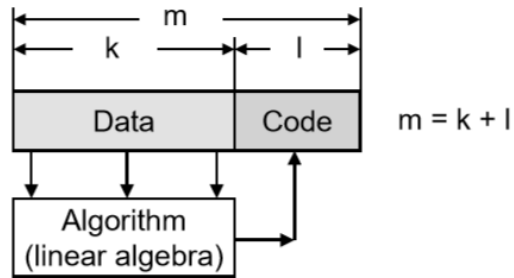 m
k
l
Data
Code
m = k + l
Algorithm
(linear algebra)